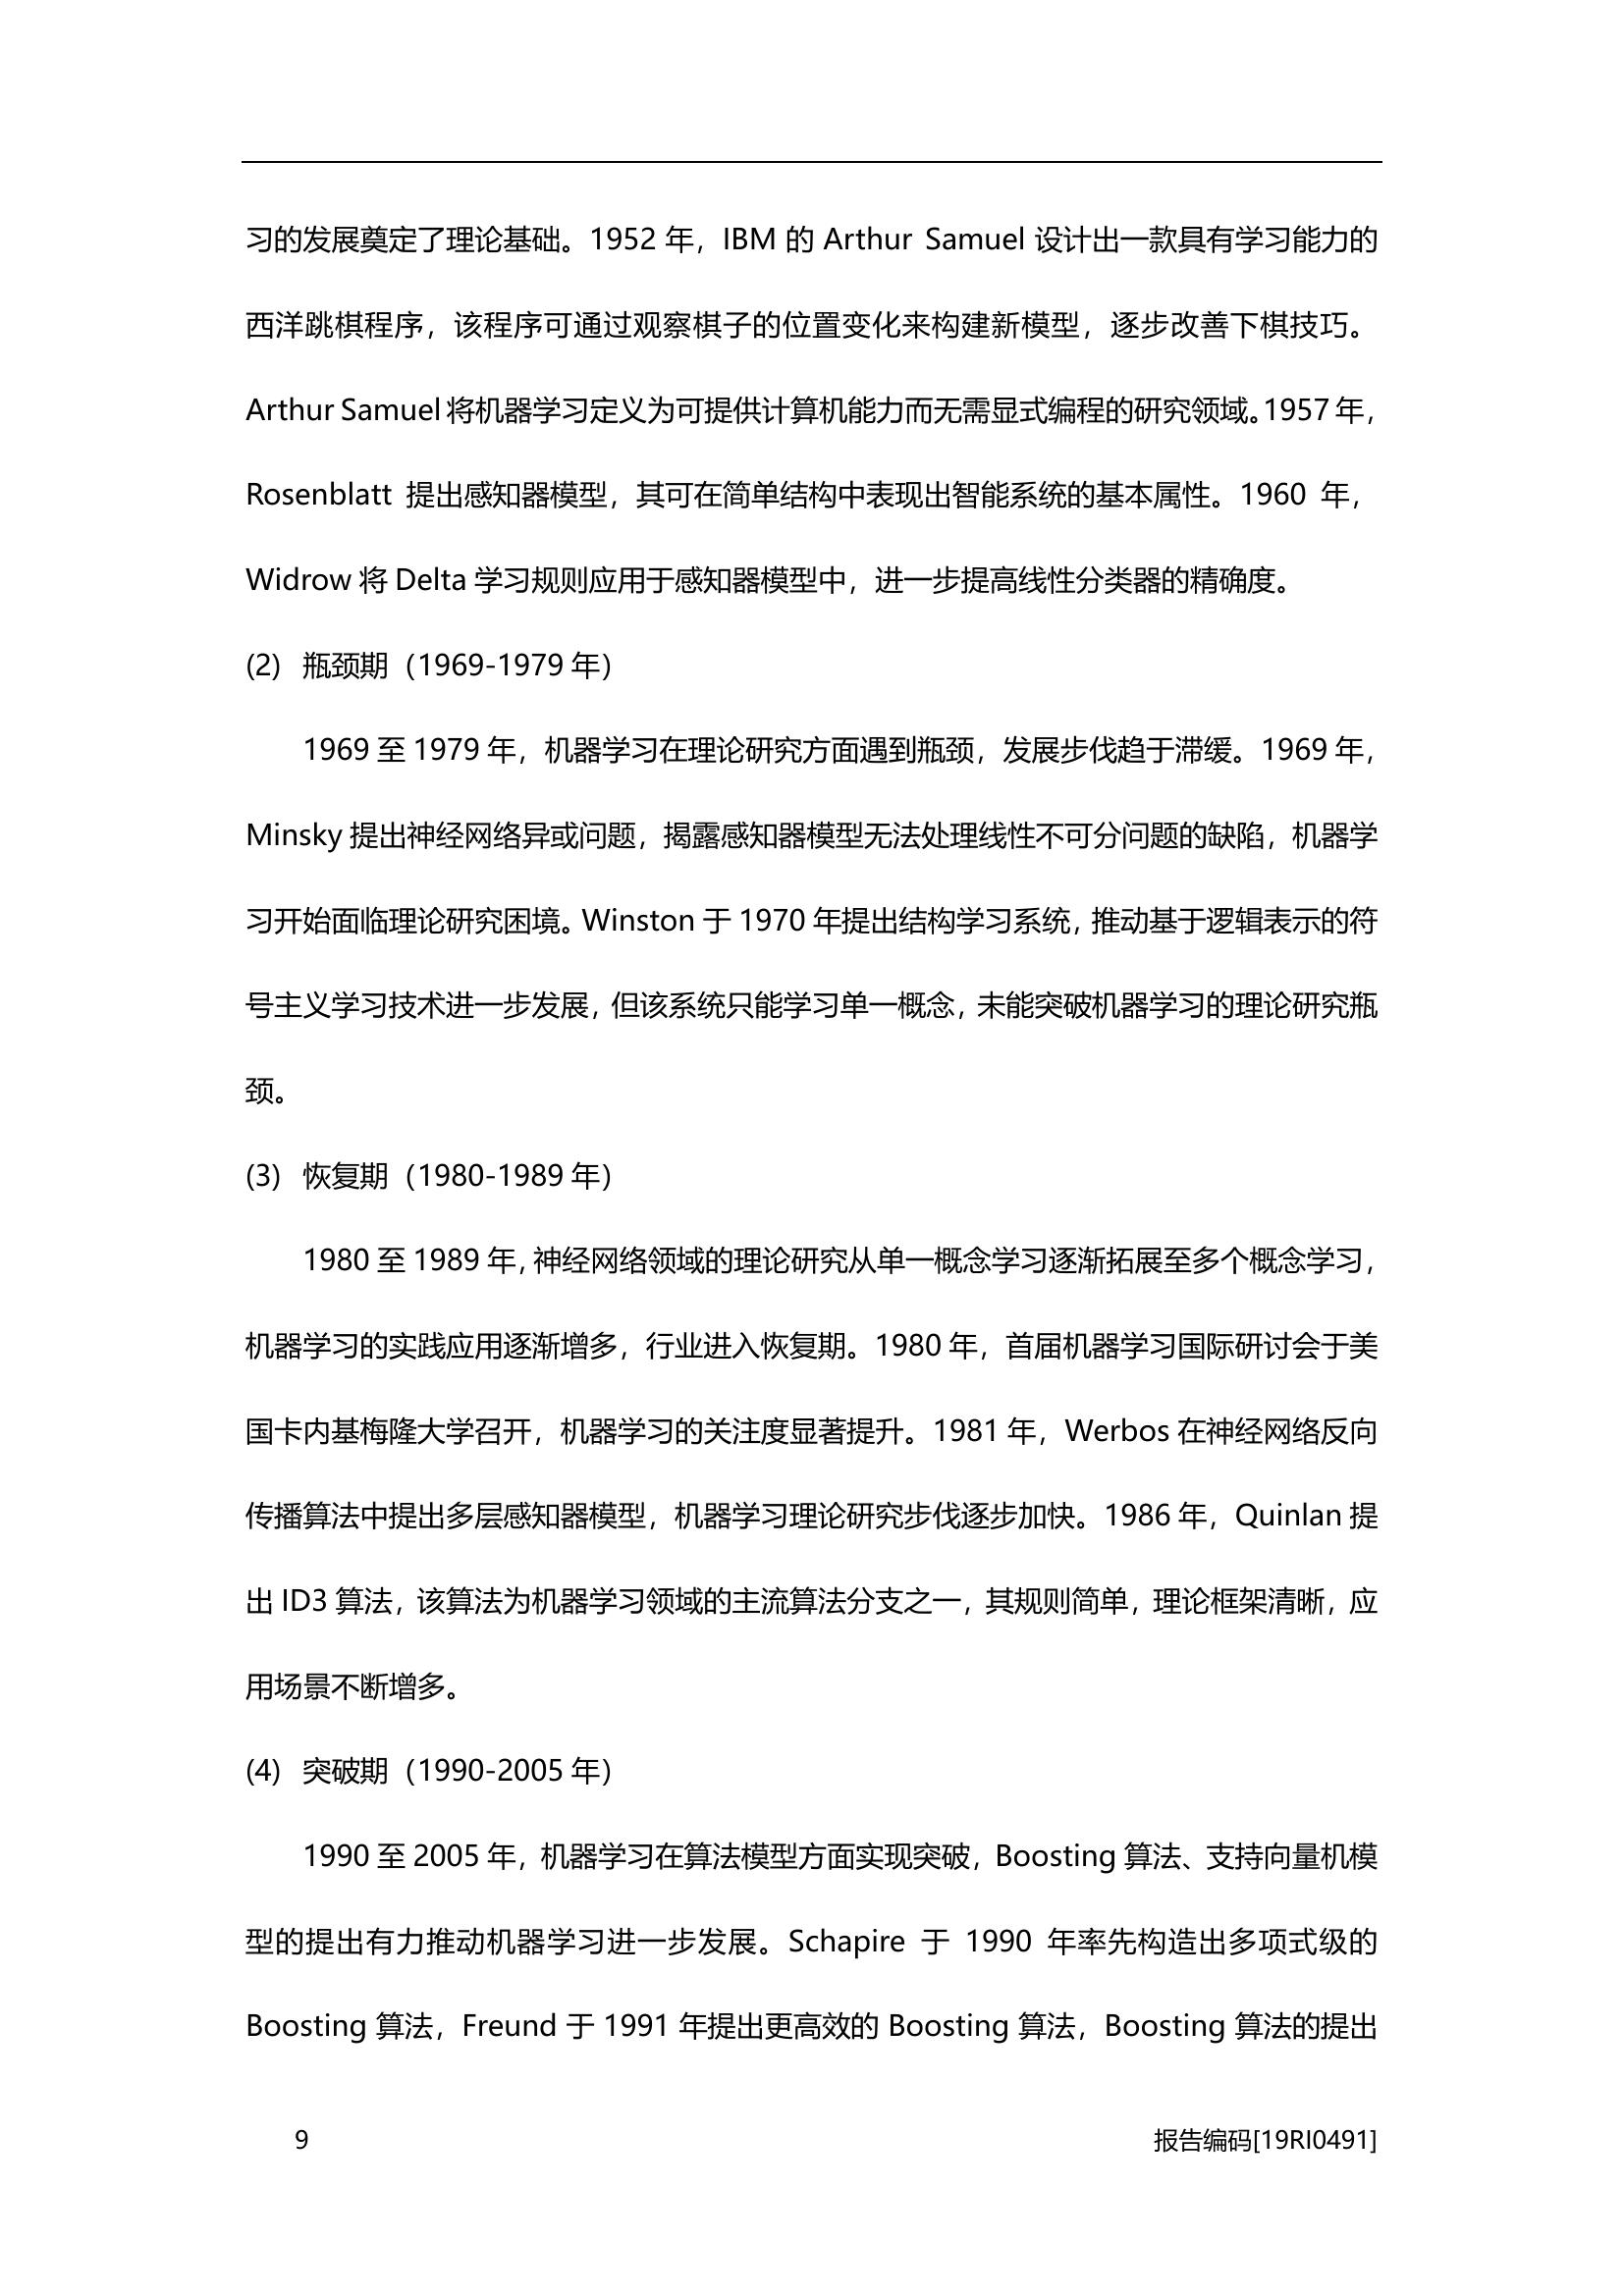 习的发展奠定了理论基础。1952 年，IBM 的 Arthur Samuel 设计出一款具有学习能力的
西洋跳棋程序，该程序可通过观察棋子的位置变化来构建新模型，逐步改善下棋技巧。
Arthur Samuel 将机器学习定义为可提供计算机能力而无需显式编程的研究领域。1957 年，
Rosenblatt 提出感知器模型，其可在简单结构中表现出智能系统的基本属性。1960 年，
Widrow 将 Delta 学习规则应用于感知器模型中，进一步提高线性分类器的精确度。
(2) 瓶颈期（1969-1979 年）
1969 至 1979 年，机器学习在理论研究方面遇到瓶颈，发展步伐趋于滞缓。1969 年，
Minsky 提出神经网络异或问题，揭露感知器模型无法处理线性不可分问题的缺陷，机器学
习开始面临理论研究困境。Winston 于 1970 年提出结构学习系统，推动基于逻辑表示的符
号主义学习技术进一步发展，但该系统只能学习单一概念，未能突破机器学习的理论研究瓶
颈。
(3) 恢复期（1980-1989 年）
1980 至 1989 年，神经网络领域的理论研究从单一概念学习逐渐拓展至多个概念学习，
机器学习的实践应用逐渐增多，行业进入恢复期。1980 年，首届机器学习国际研讨会于美
国卡内基梅隆大学召开，机器学习的关注度显著提升。1981 年，Werbos 在神经网络反向
传播算法中提出多层感知器模型，机器学习理论研究步伐逐步加快。1986 年，Quinlan 提
出 ID3 算法，该算法为机器学习领域的主流算法分支之一，其规则简单，理论框架清晰，应
用场景不断增多。
(4) 突破期（1990-2005 年）
1990 至 2005 年，机器学习在算法模型方面实现突破，Boosting 算法、支持向量机模
型的提出有力推动机器学习进一步发展。Schapire 于 1990 年率先构造出多项式级的
Boosting 算法，Freund 于 1991 年提出更高效的 Boosting 算法，Boosting 算法的提出
9 报告编码[19RI0491]